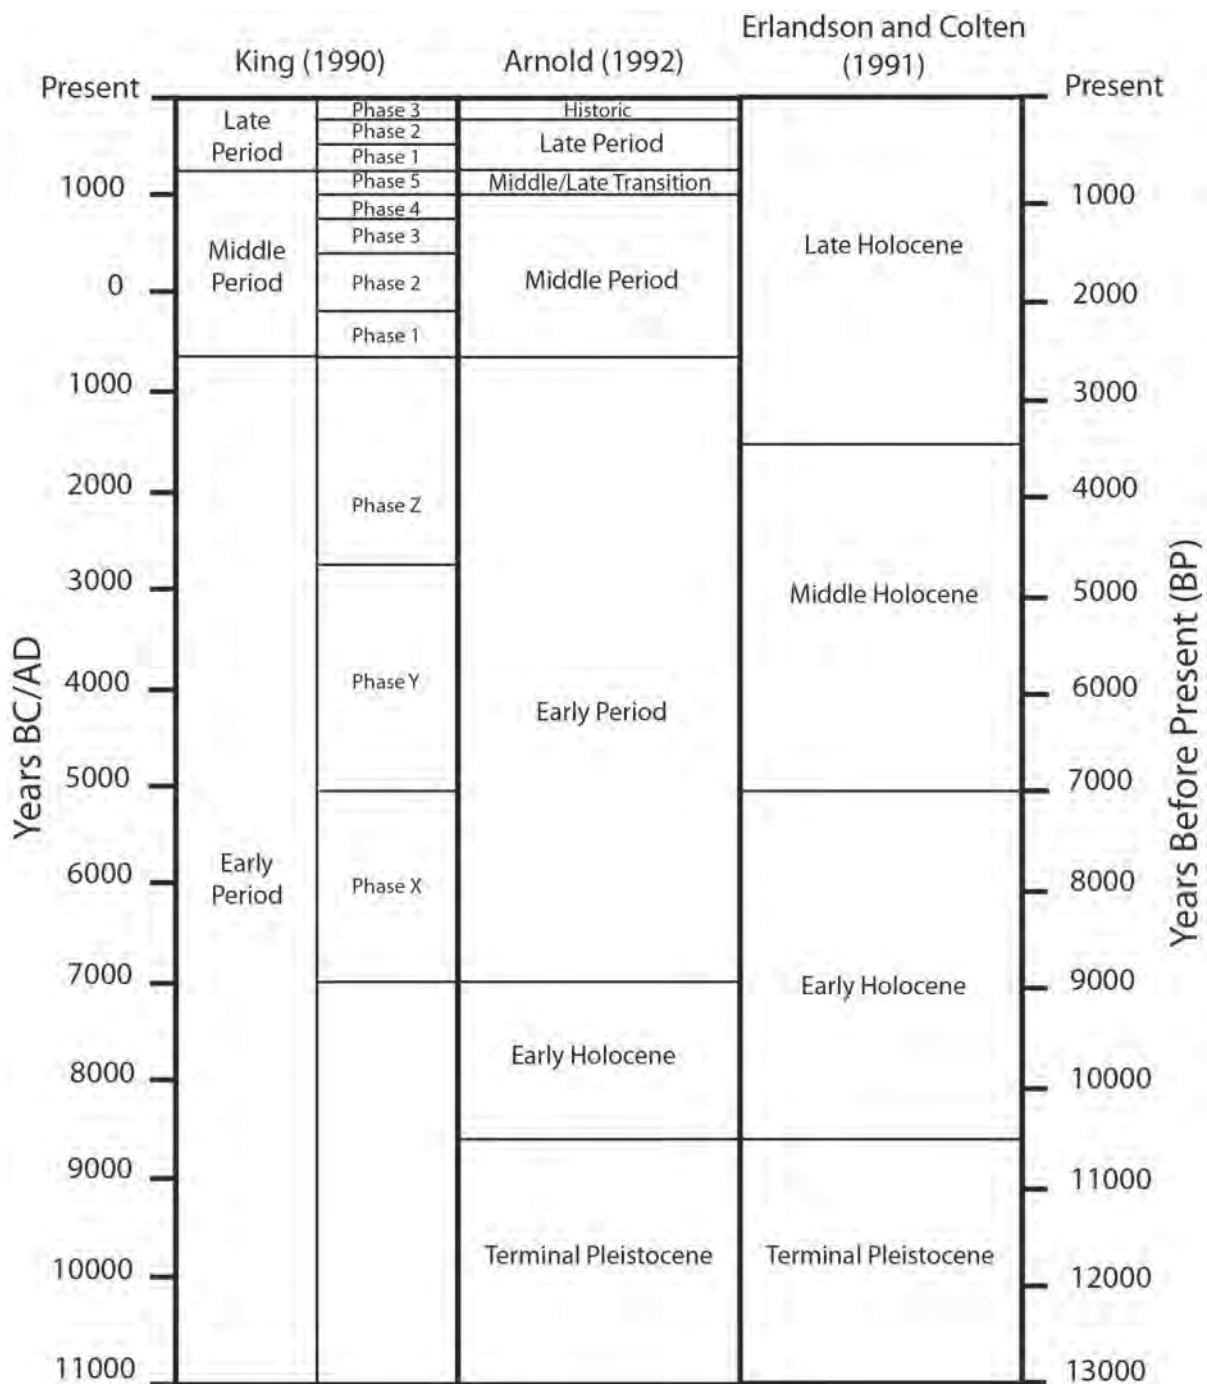 Erlandson and Colten
(1991)
King (1990)
Arnold (1992)
Present
Present
Late
Period
Phase 3
Phase 2
Phase 1
Historic
Late Period
1000
Phase 5
Middle/Late Transition
1000
Middle
Period
Phase 4
Phase 3
Phase 2
Phase 1
Middle Period
Late Holocene
0
2000
1000
3000
2000
Phase Z
4000
3000
Middle Holocene
5000
Years BC/AD
4000
Phase Y
Early Period
6000
Years Before Present (BP)
5000
7000
Early
Period
6000
Phase X
8000
7000
Early Holocene
9000
8000
Early Holocene
10000
9000
11000
10000
Terminal Pleistocene
Terminal Pleistocene
12000
11000
13000